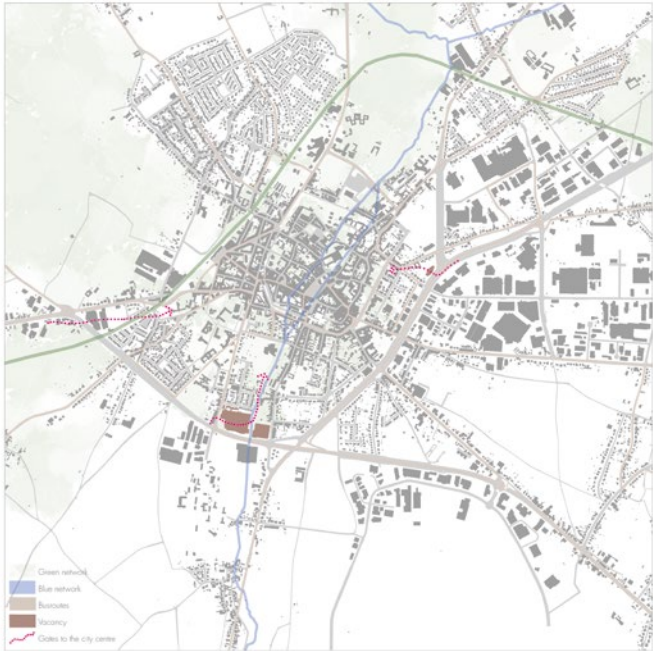 Green network
Blue network
Busroutes
Vacancy
Gates to the city centre